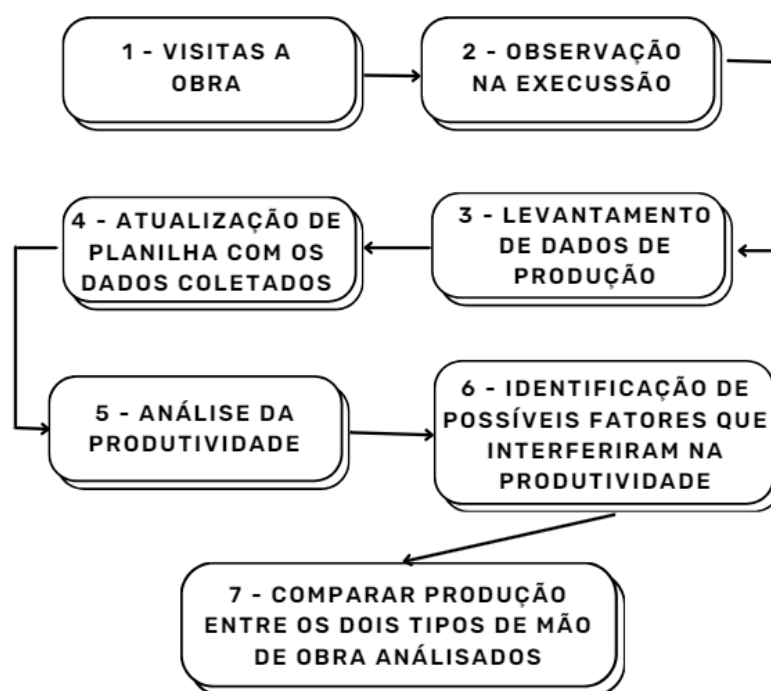 1 - VISITAS A
OBRA
2 - OBSERVAÇÃO
NA EXECUSSÃO
3 - LEVANTAMENTO
DE DADOS DE
PRODUÇÃO
4 - ATUALIZAÇÃO DE
PLANILHA COM OS
DADOS COLETADOS
5 - ANÁLISE DA
PRODUTIVIDADE
6 - IDENTIFICAÇÃO DE
POSSÍVEIS FATORES QUE
INTERFERIRAM NA
PRODUTIVIDADE
7 - COMPARAR PRODUÇÃO
ENTRE OS DOIS TIPOS DE MÃO
DE OBRA ANÁLISADOS